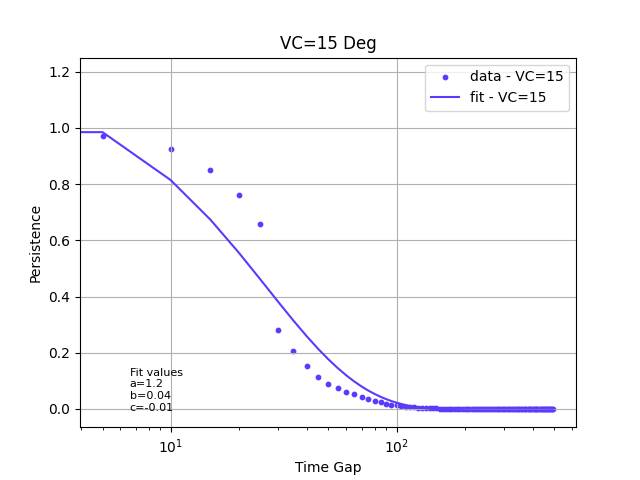 VC=15 Deg
data - VC=15
fit - VC=15
1.2
1.0
0.8
0.6
0.4
0.2
0.0
Persistence
Fit values
a=1.2
b=0.04
c=-0.01
10¹
10²
Time Gap